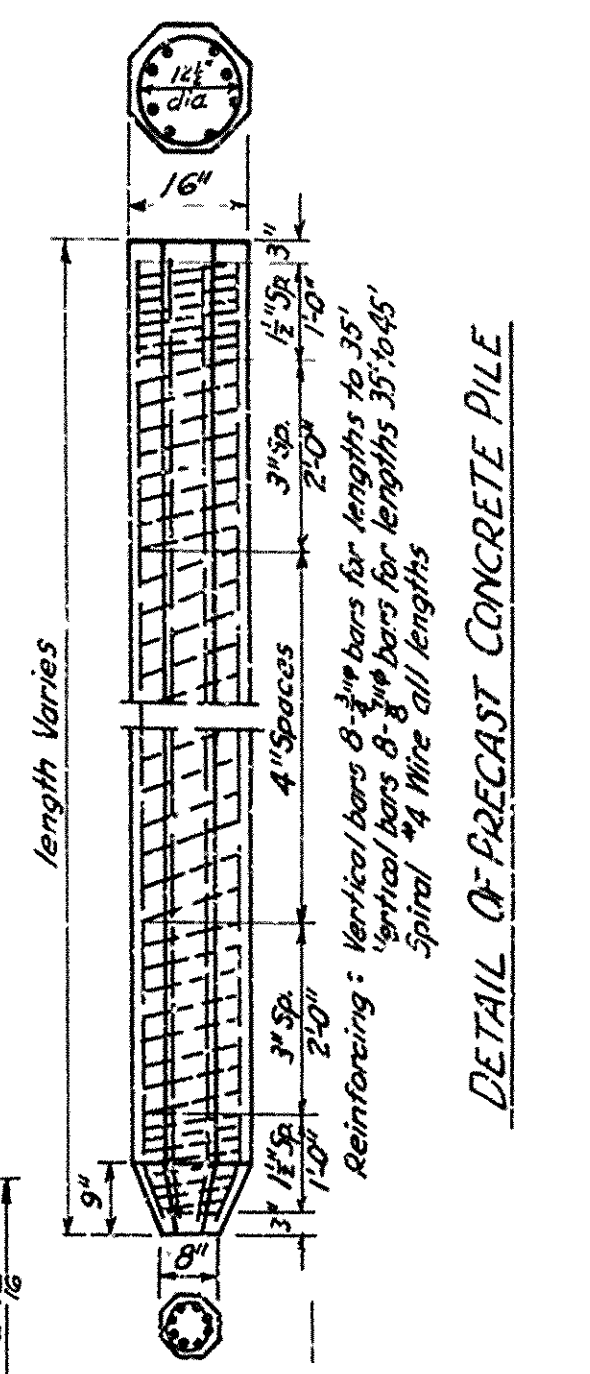 12½"
dia
16"
3"
1½" Sp.
1'-0"
3" Sp.
2'-0"
4" Spaces
3" Sp.
2'-0"
1½" Sp.
1'-0"
3"
9"
8"
length Varies
Reinforcing: Vertical bars 8-¾"φ bars for lengths to 35'
Vertical bars 8-⅞"φ bars for lengths 35' to 45'
Spiral #4 Wire all lengths
DETAIL OF PRECAST CONCRETE PILE
16